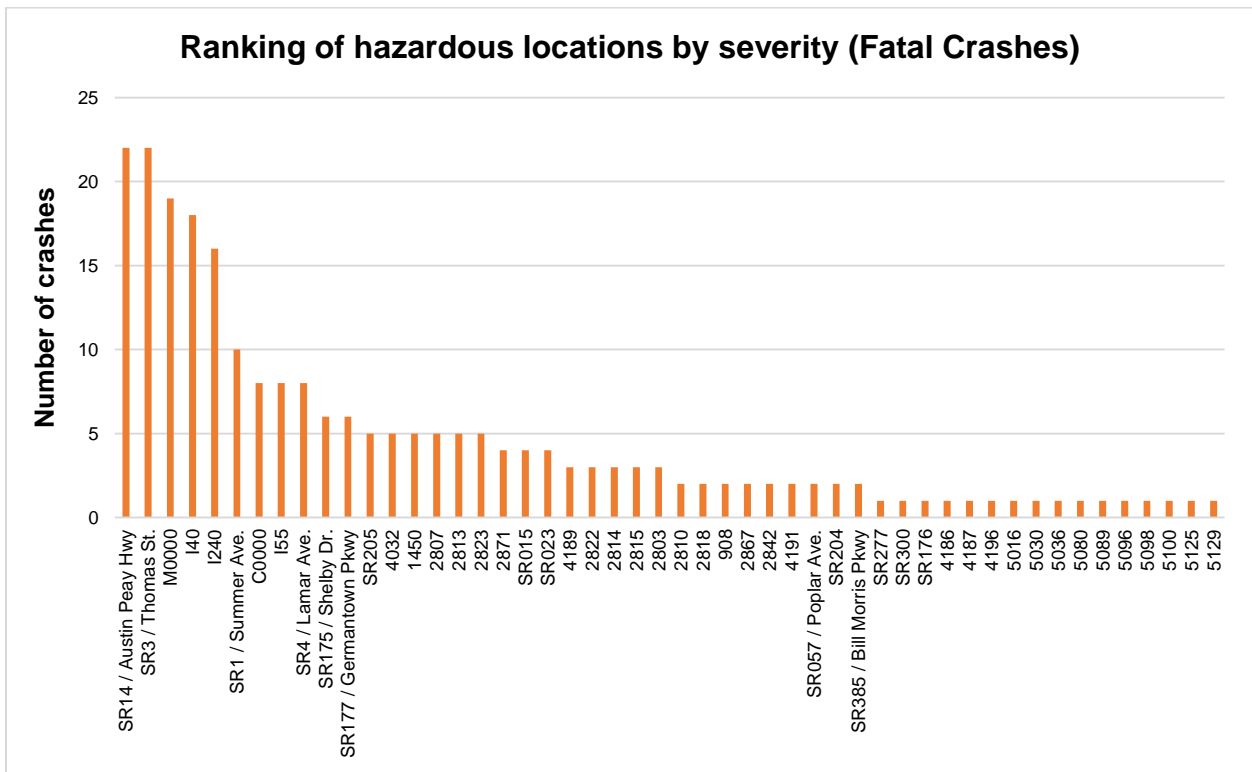 Ranking of hazardous locations by severity (Fatal Crashes)
Number of crashes
25
20
15
10
5
0
SR14 / Austin Peay Hwy
SR3 / Thomas St.
M0000
I40
I240
SR1 / Summer Ave.
C0000
I55
SR4 / Lamar Ave.
SR175 / Shelby Dr.
SR177 / Germantown Pkwy
SR205
4032
1450
2807
2813
2823
2871
SR015
SR023
4189
2822
2814
2815
2803
2810
2818
908
2867
2842
4191
SR057 / Poplar Ave.
SR204
SR385 / Bill Morris Pkwy
SR277
SR300
SR176
4186
4187
4196
5016
5030
5036
5080
5089
5096
5098
5100
5125
5129